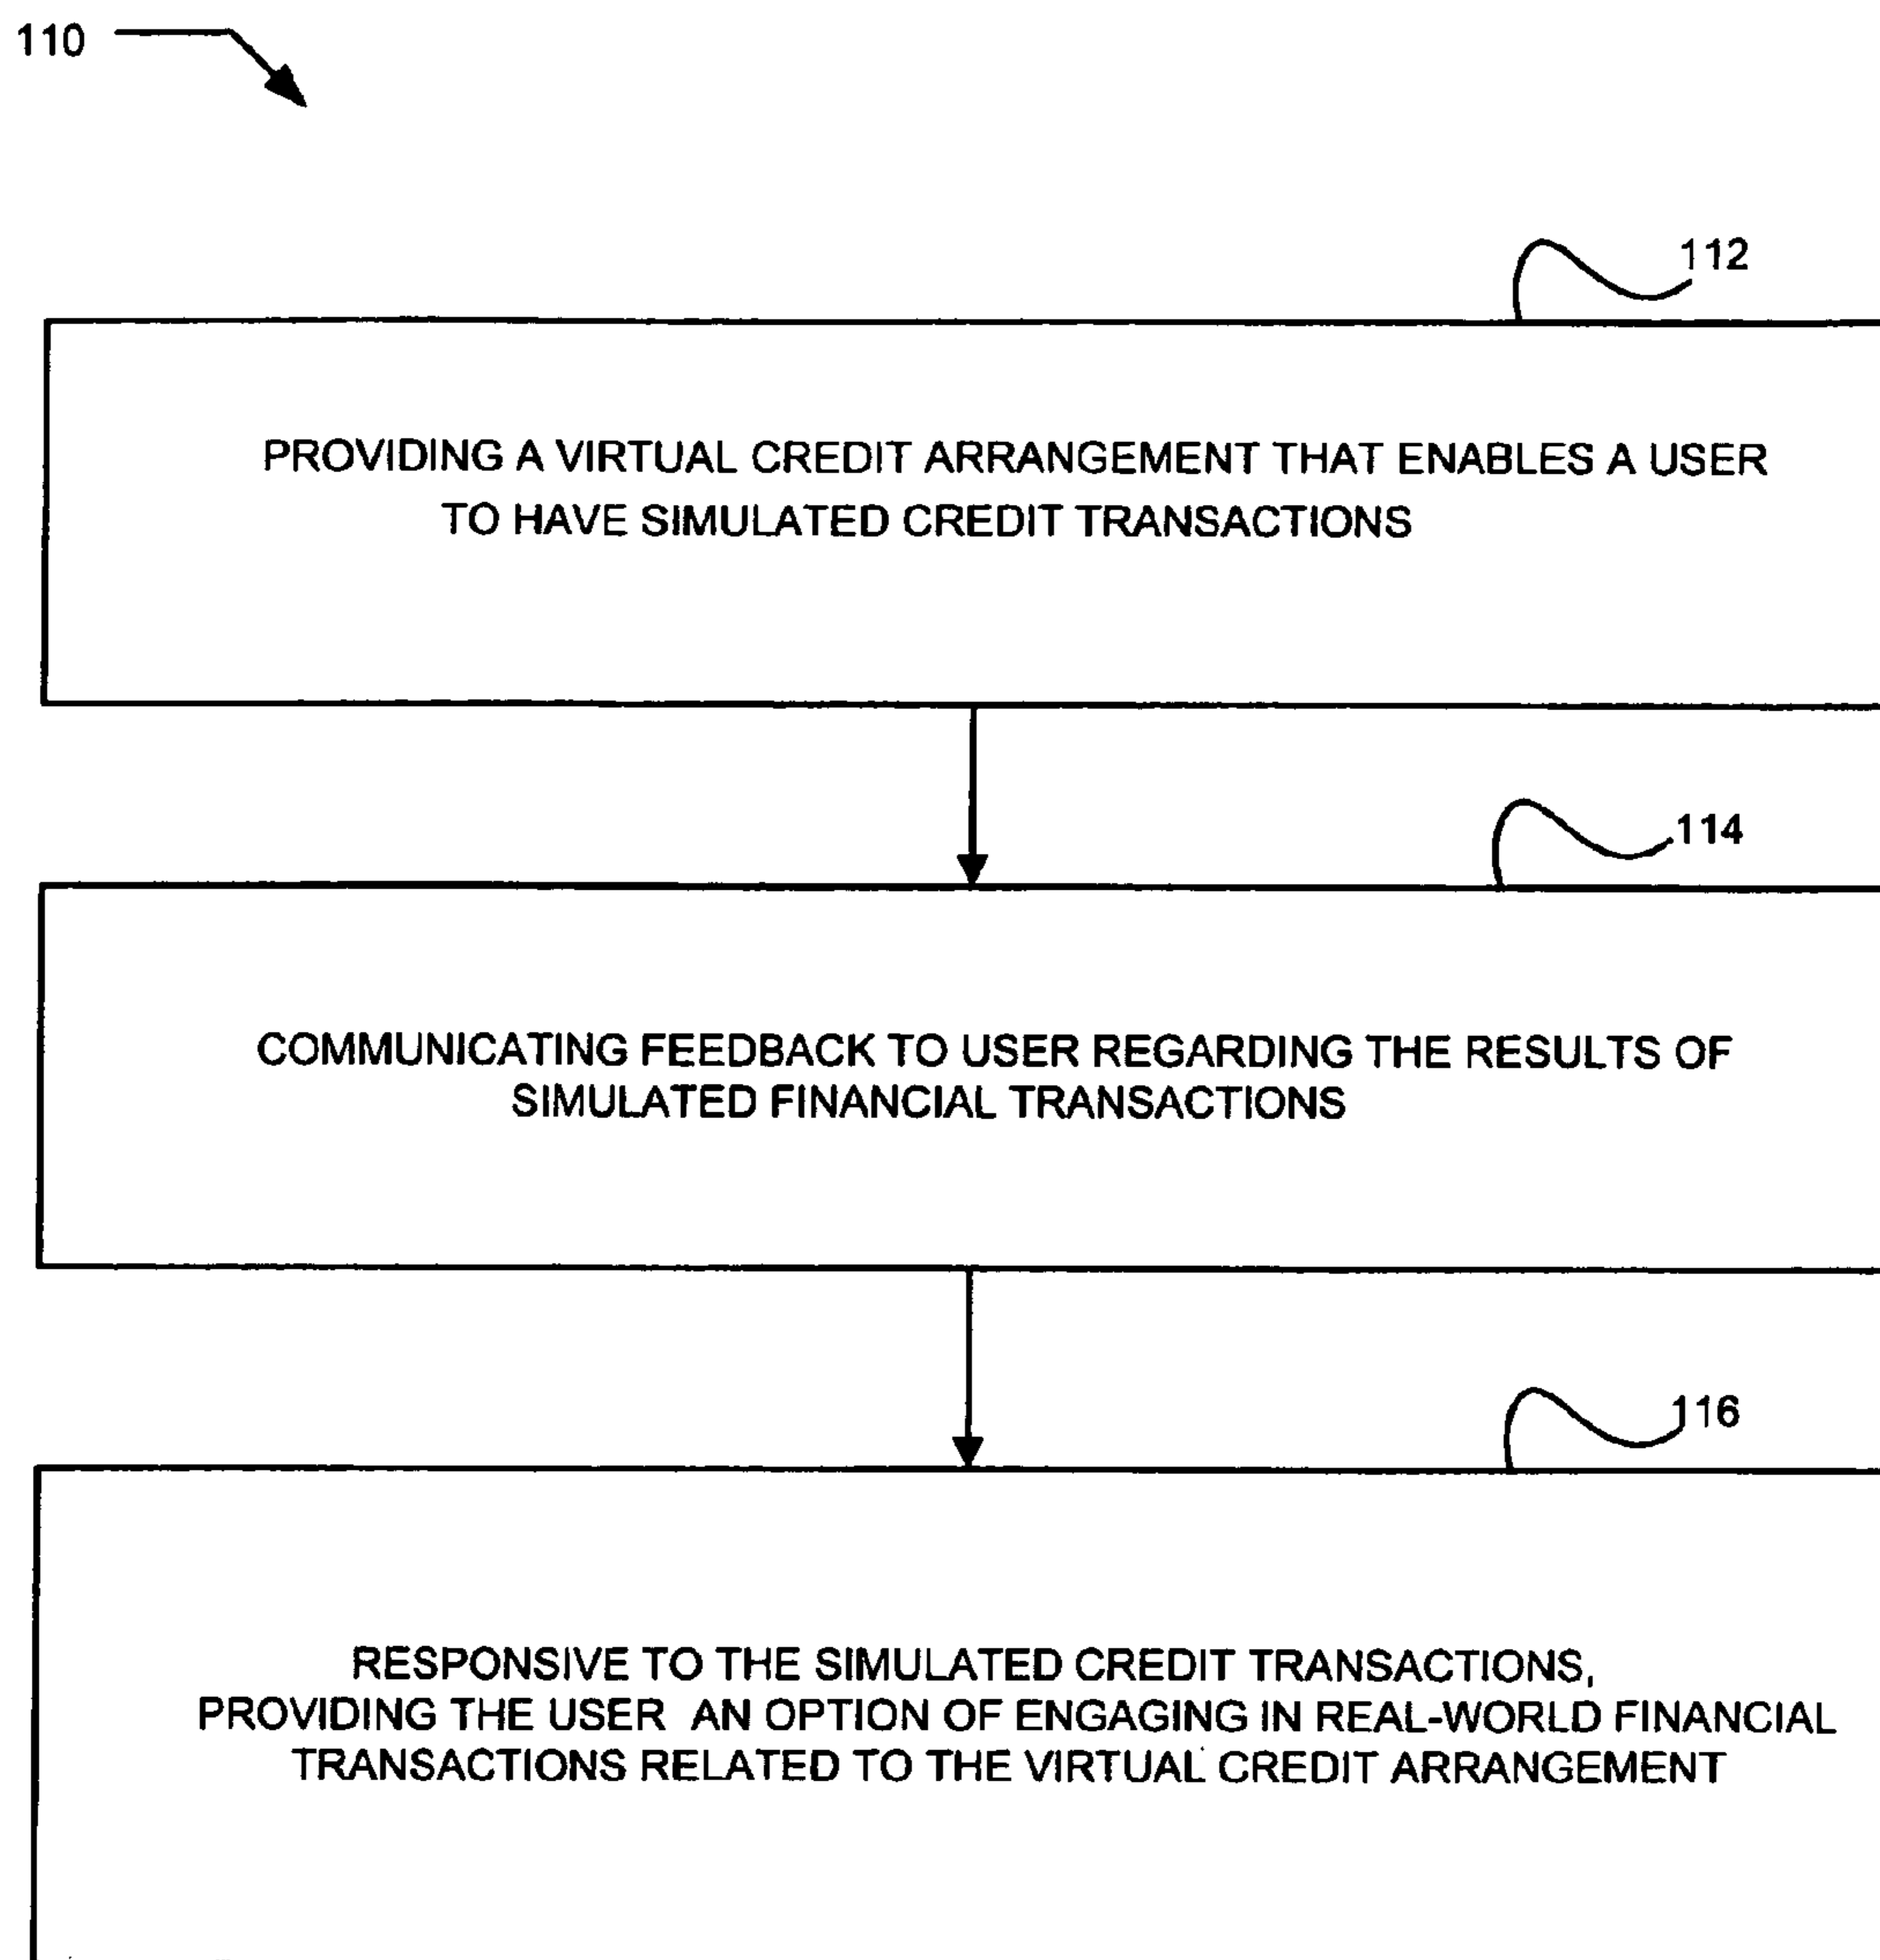 110
112
PROVIDING A VIRTUAL CREDIT ARRANGEMENT THAT ENABLES A USER
TO HAVE SIMULATED CREDIT TRANSACTIONS
114
COMMUNICATING FEEDBACK TO USER REGARDING THE RESULTS OF
SIMULATED FINANCIAL TRANSACTIONS
116
RESPONSIVE TO THE SIMULATED CREDIT TRANSACTIONS,
PROVIDING THE USER AN OPTION OF ENGAGING IN REAL-WORLD FINANCIAL
TRANSACTIONS RELATED TO THE VIRTUAL CREDIT ARRANGEMENT